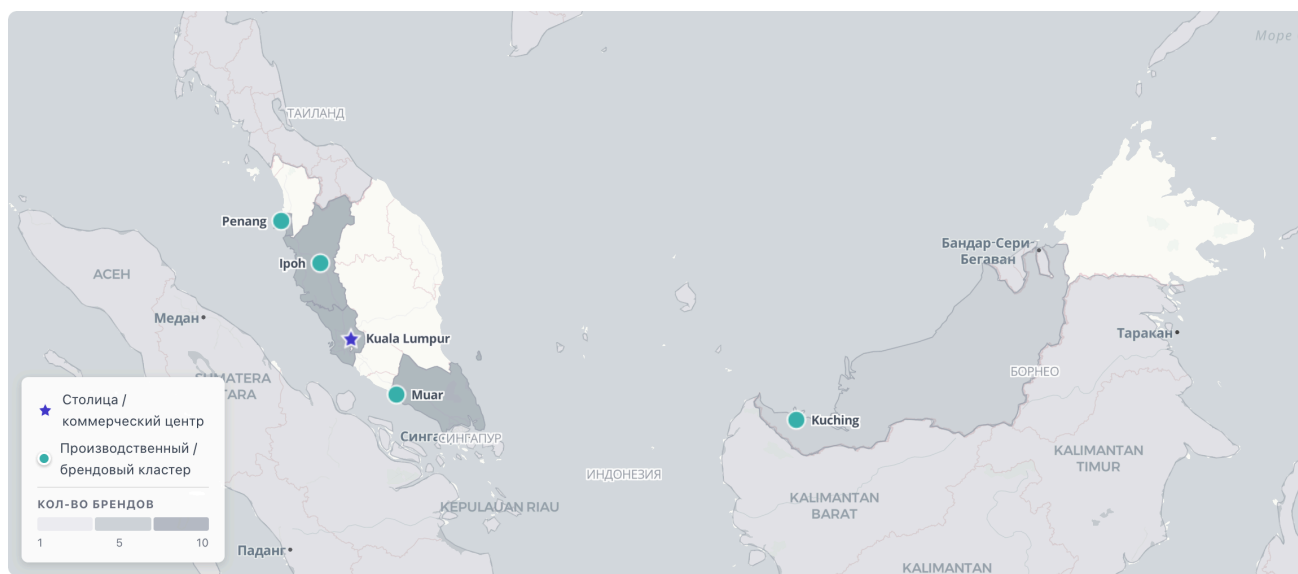 Море
ТАИЛАНД
Penang
Бандар-Сери-
Бегаван
Ipoh
АСЕН
Медан
Kuala Lumpur
Таракан
БОРНЕО
Muar
Kuching
СИНГАПУР
ИНДОНЕЗИЯ
KALIMANTAN
TIMUR
KALIMANTAN
BARAT
KEPULAUAN RIAU
Паданг
KALIMANTAN
SUMATERA
Столица /
коммерческий центр
Производственный /
брендовый кластер
КОЛ-ВО БРЕНДОВ
1 5 10